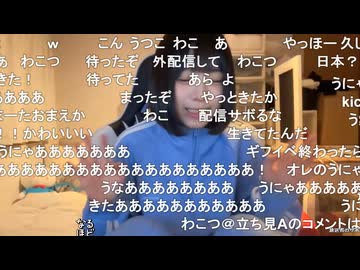 w こん うつこ わこ あ やっほー 久し
あ わこつ 待ったぞ 外配信して わこつ 日本?
きた! 待ってた あら よ うにゃ
あああ まったぞ やっときたか kic
まーたおまえか わこ 配信サボるな う
!!かわいいい 生きてたんだ
うにゃあああああああ ギフイベ終わったら
ああああああああああああああああああああ! オレのうにゃ
うなああああああああ うにゃあああああ
きたあああああああああああ うに
なる
ほど わこつ@立ち見Aのコメントは